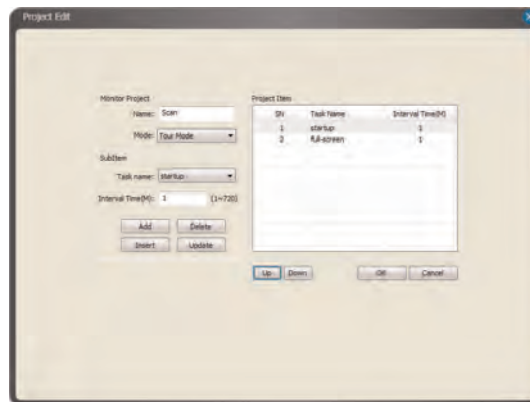 Project Edit
X
Monitor Project
Name: Scan
Mode: Tour Mode
SubItem
Task name: startup
Interval Time(M): 1 (1~720)
Add Delete
Insert Update
Project Item
SN Task Name Interval Time(M)
1 startup 1
2 full-screen 1
Up Down OK Cancel